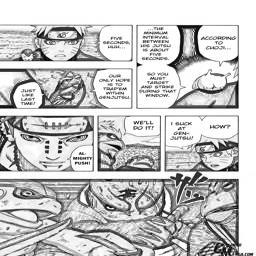 ACCORDING
TO
CHOJI...
THE
MINIMUM
INTERVAL
BETWEEN
HIS JUTSU IS
ABOUT FIVE
SECONDS.
SO YOU
MUST
TARGET AND
STRIKE
DURING THAT
WINDOW.
FIVE
SECONDS,
HUH...
OUR
ONLY HOPE
IS TO
TRAP'EM
WITHIN
GENJUTSU.
JUST
LIKE
LAST
TIME!
HOW?
I SUCK
AT
GEN-
JUTSU!
WE'LL
DO IT!
AL
MIGHTY
PUSH!